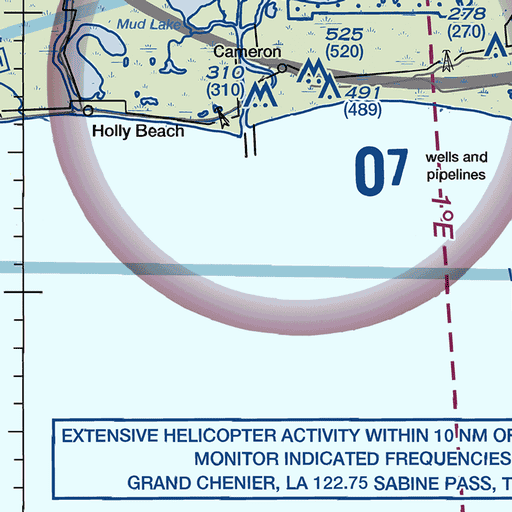 278
(270)
Mud Lake
525
(520)
Cameron
310
(310)
491
(489)
Holly Beach
07
wells and
pipelines
1°E
EXTENSIVE HELICOPTER ACTIVITY WITHIN 10 NM
MONITOR INDICATED FREQUENCIES
GRAND CHENIER, LA 122.75 SABINE PASS,